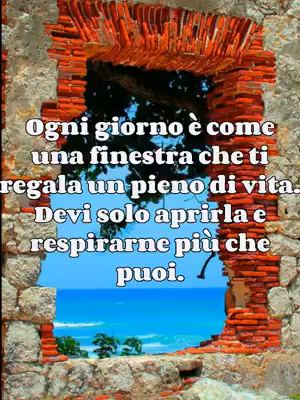 Ogni giorno è come
una finestra che ti
regala un pieno di vita.
Devi solo aprirla e
respirarne più che
puoi.